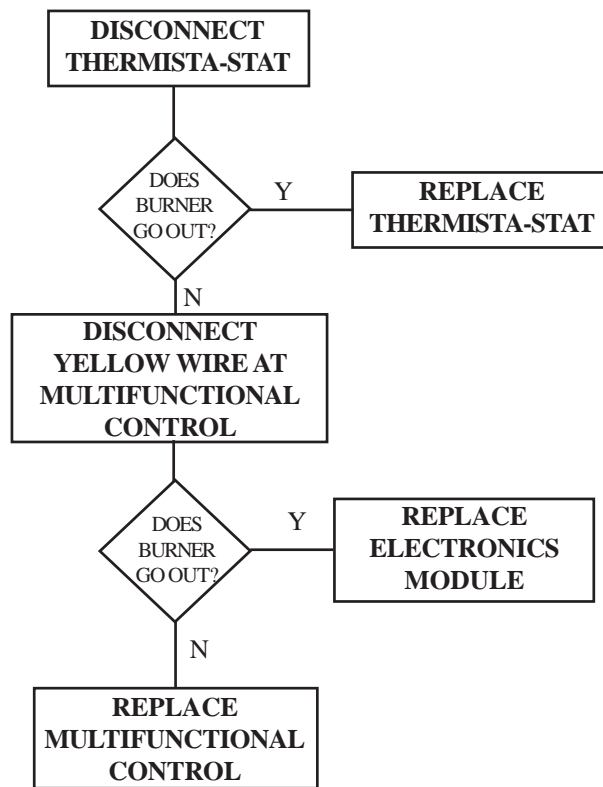 DISCONNECT
THERMISTA-STAT
DOES
BURNER
GO OUT?
Y
REPLACE
THERMISTA-STAT
N
DISCONNECT
YELLOW WIRE AT
MULTIFUNCTIONAL
CONTROL
DOES
BURNER
GO OUT?
Y
REPLACE
ELECTRONICS
MODULE
N
REPLACE
MULTIFUNCTIONAL
CONTROL